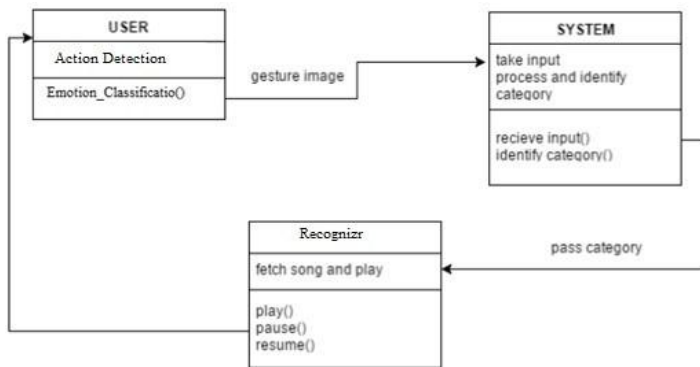 USER
Action Detection
Emotion_Classificatio()
gesture image
SYSTEM
take input
process and identify
category
recieve input()
identify category()
pass category
Recognizr
fetch song and play
play()
pause()
resume()